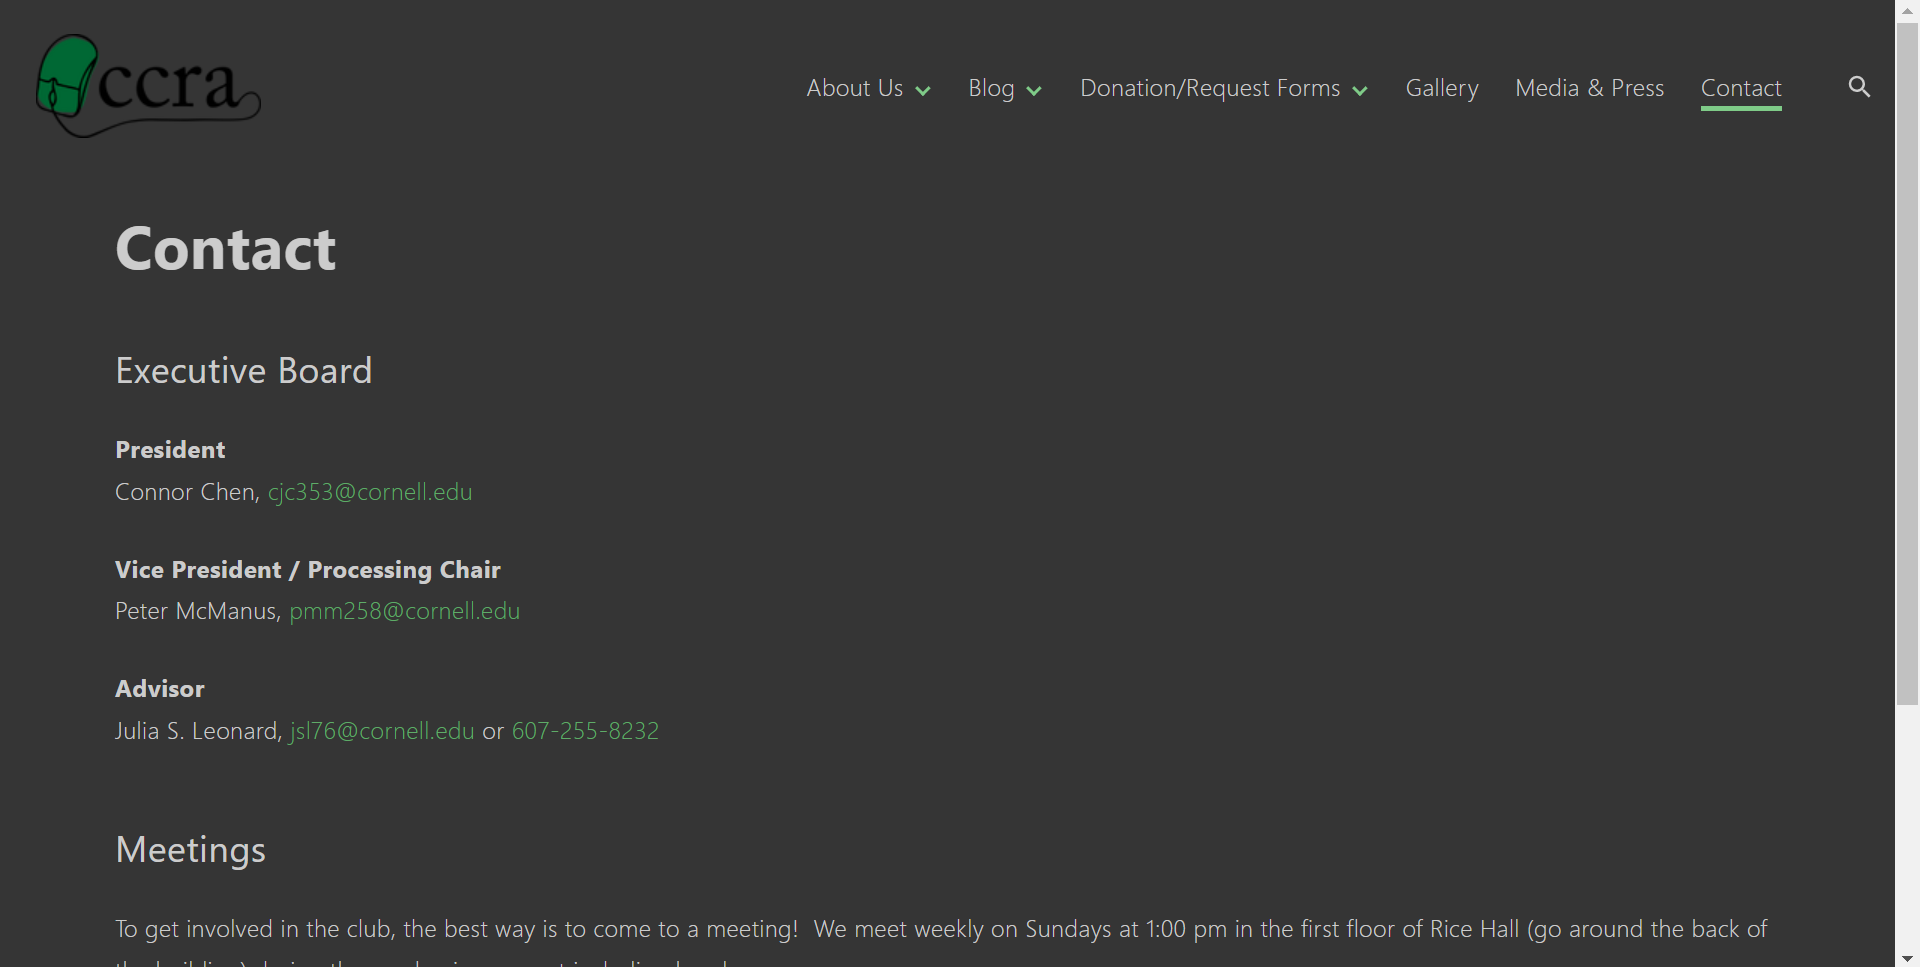 ccra
About Us Blog Donation/Request Forms Gallery Media & Press Contact
Contact
Executive Board
President
Connor Chen, cjc353@cornell.edu
Vice President / Processing Chair
Peter McManus, pmm258@cornell.edu
Advisor
Julia S. Leonard, jsl76@cornell.edu or 607-255-8232
Meetings
To get involved in the club, the best way is to come to a meeting!  We meet weekly on Sundays at 1:00 pm in the first floor of Rice Hall (go around the back of